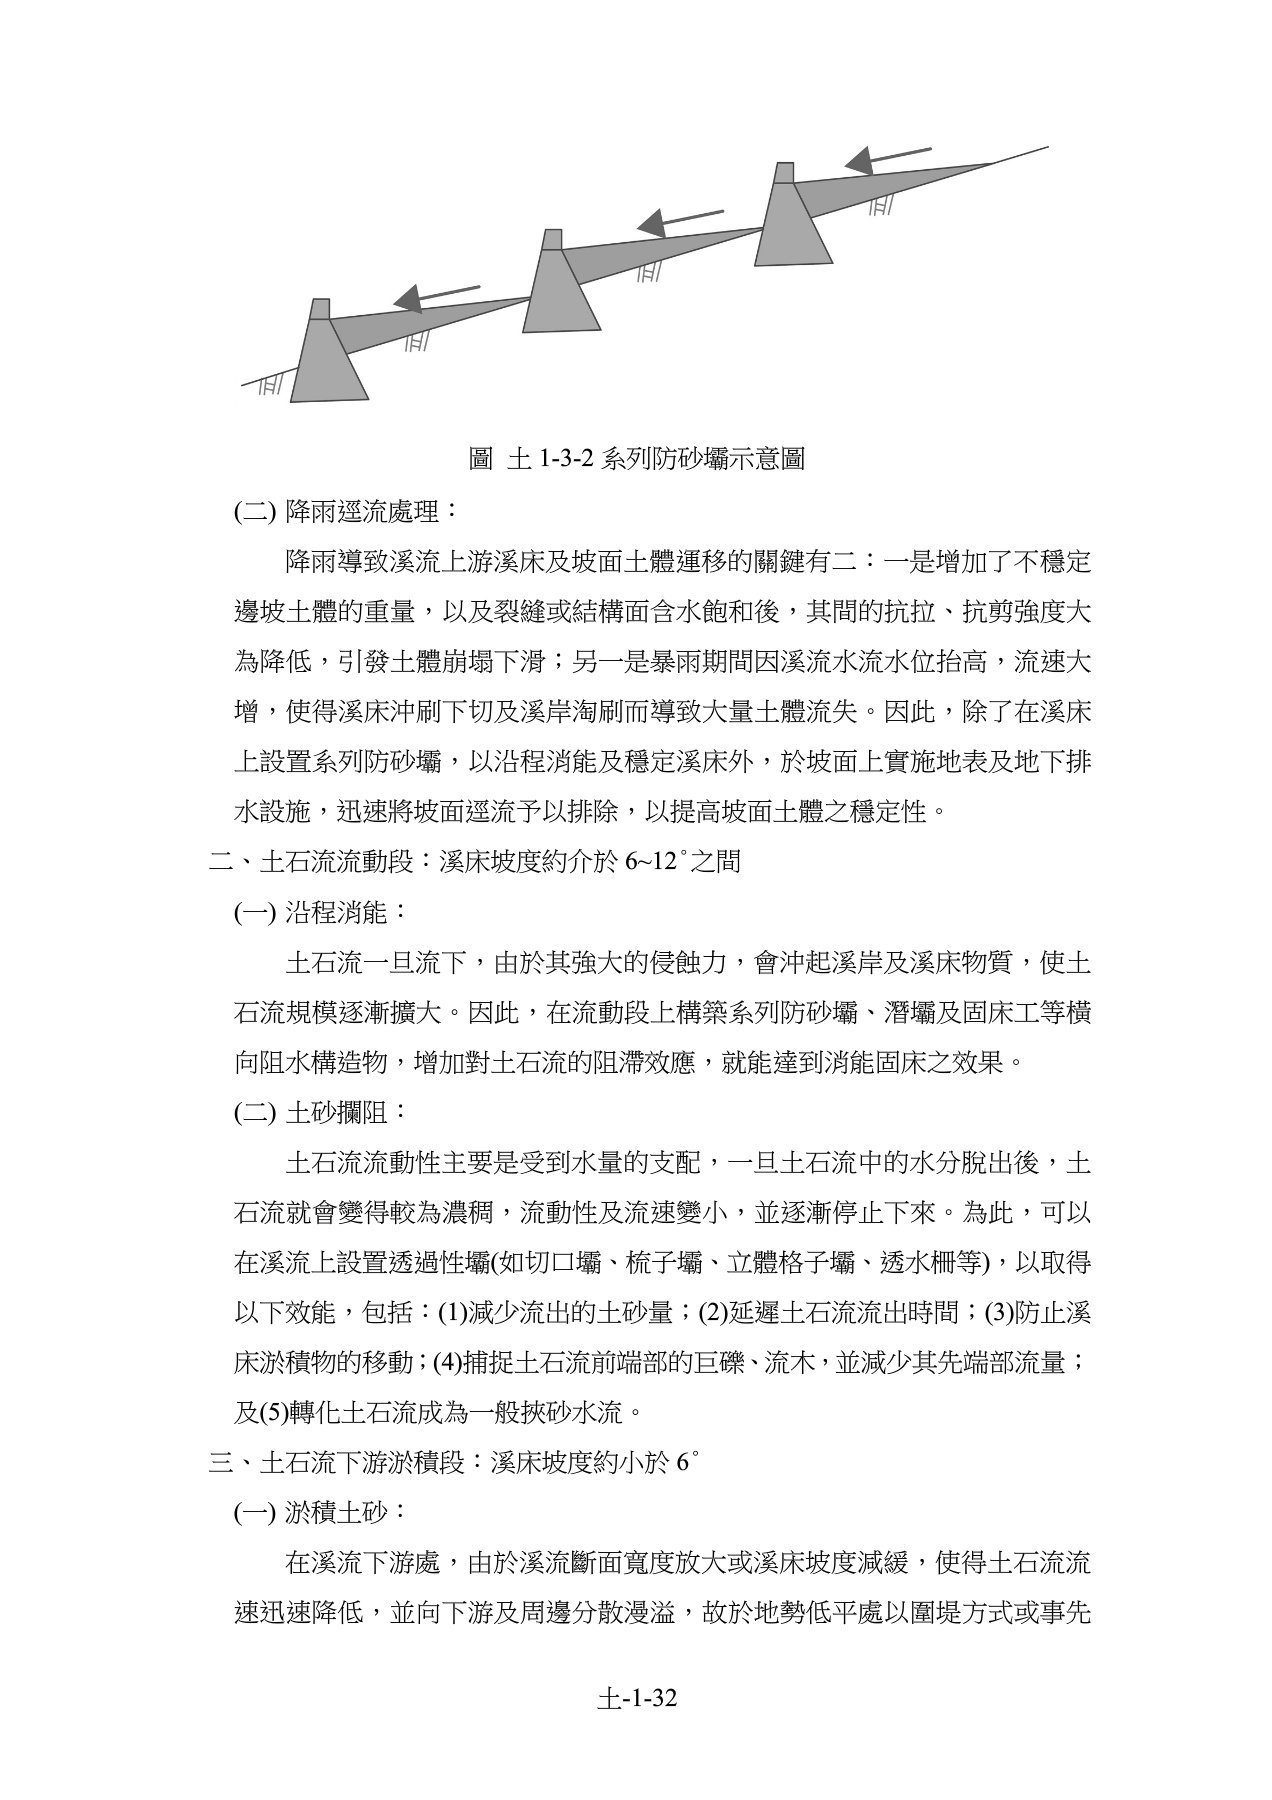 圖 土 1-3-2 系列防砂壩示意圖
(二) 降雨逕流處理：
降雨導致溪流上游溪床及坡面土體運移的關鍵有二：一是增加了不穩定
邊坡土體的重量，以及裂縫或結構面含水飽和後，其間的抗拉、抗剪強度大
為降低，引發土體崩塌下滑；另一是暴雨期間因溪流水流水位抬高，流速大
增，使得溪床沖刷下切及溪岸淘刷而導致大量土體流失。因此，除了在溪床
上設置系列防砂壩，以沿程消能及穩定溪床外，於坡面上實施地表及地下排
水設施，迅速將坡面逕流予以排除，以提高坡面土體之穩定性。
二、土石流流動段：溪床坡度約介於 6~12°之間
(一) 沿程消能：
土石流一旦流下，由於其強大的侵蝕力，會沖起溪岸及溪床物質，使土
石流規模逐漸擴大。因此，在流動段上構築系列防砂壩、潛壩及固床工等橫
向阻水構造物，增加對土石流的阻滯效應，就能達到消能固床之效果。
(二) 土砂攔阻：
土石流流動性主要是受到水量的支配，一旦土石流中的水分脫出後，土
石流就會變得較為濃稠，流動性及流速變小，並逐漸停止下來。為此，可以
在溪流上設置透過性壩(如切口壩、梳子壩、立體格子壩、透水柵等)，以取得
以下效能，包括：(1)減少流出的土砂量；(2)延遲土石流流出時間；(3)防止溪
床淤積物的移動；(4)捕捉土石流前端部的巨礫、流木，並減少其先端部流量；
及(5)轉化土石流成為一般挾砂水流。
三、土石流下游淤積段：溪床坡度約小於 6°
(一) 淤積土砂：
在溪流下游處，由於溪流斷面寬度放大或溪床坡度減緩，使得土石流流
速迅速降低，並向下游及周邊分散漫溢，故於地勢低平處以圍堤方式或事先
土-1-32